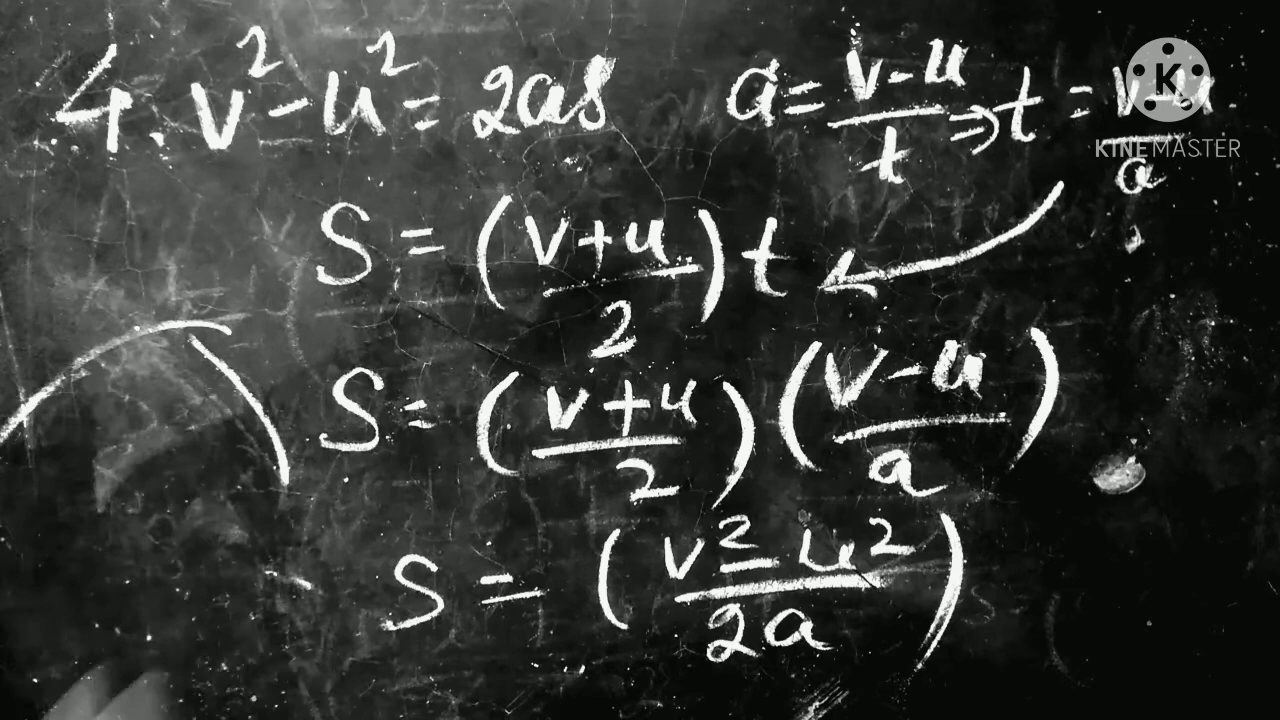 4. v² - u² = 2as   a = (v - u)/t ⇒ t = (v - u)/a
S = ((v + u)/2) t
S = ((v + u)/2) ((v - u)/a)
S = ((v² - u²)/2a)
K
KINEMASTER